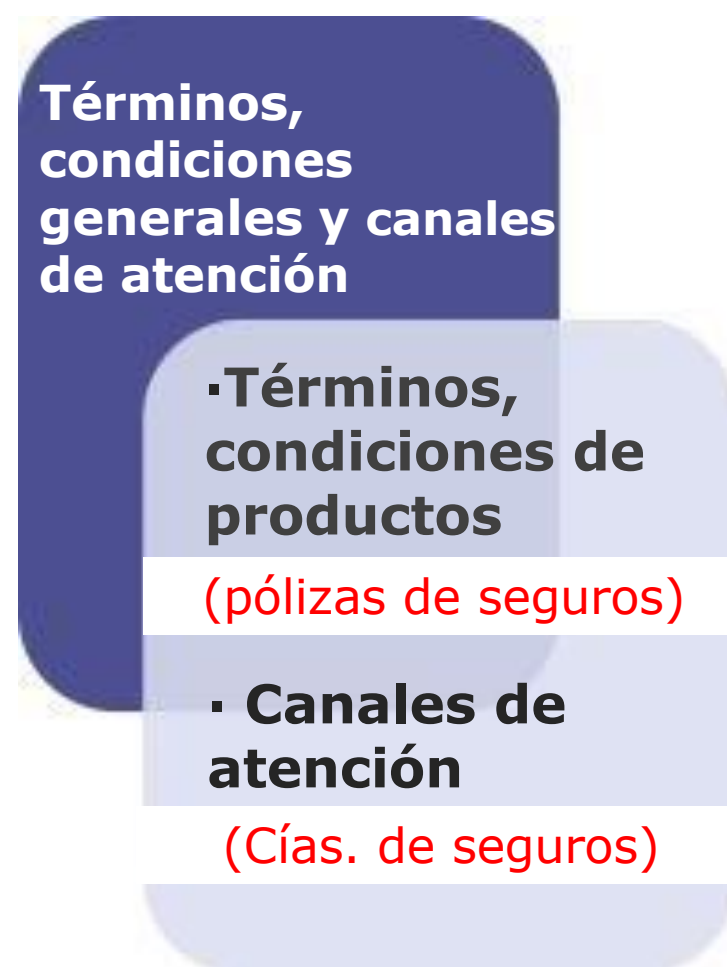 Términos,
condiciones
generales y canales
de atención
·Términos,
condiciones de
productos
(pólizas de seguros)
· Canales de
atención
(Cías. de seguros)